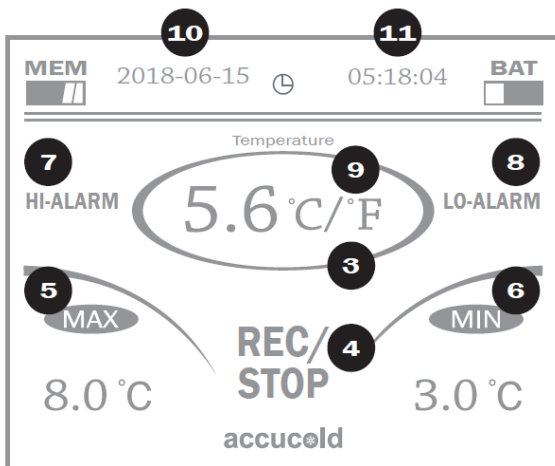 10 11
MEM 2018-06-15 05:18:04 BAT
Temperature
7 9 8
HI-ALARM 5.6 °C/°F LO-ALARM
3
5 6
MAX MIN
REC/ 4
STOP
8.0 °C 3.0 °C
accucold